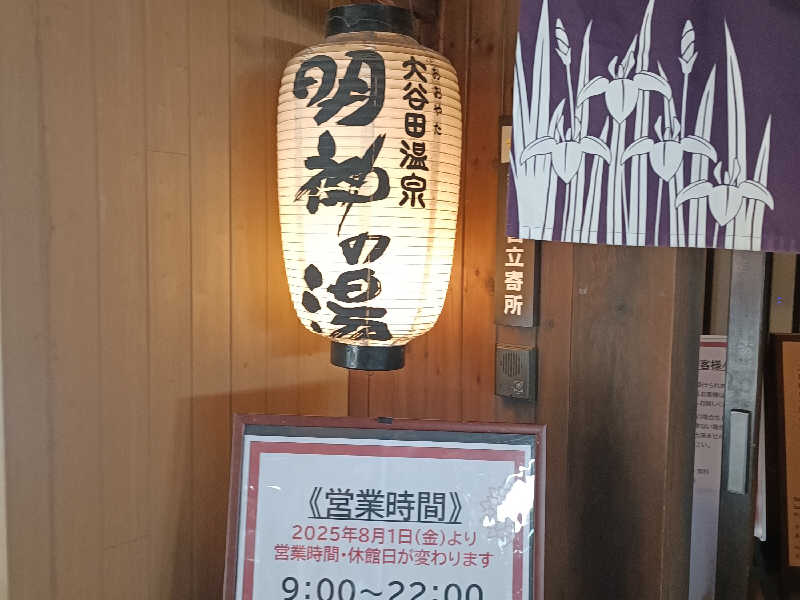 大谷田温泉
おおやた
明神の湯
立寄所
《営業時間》
2025年8月1日(金)より
営業時間・休館日が変わります
9:00～22:00
客様